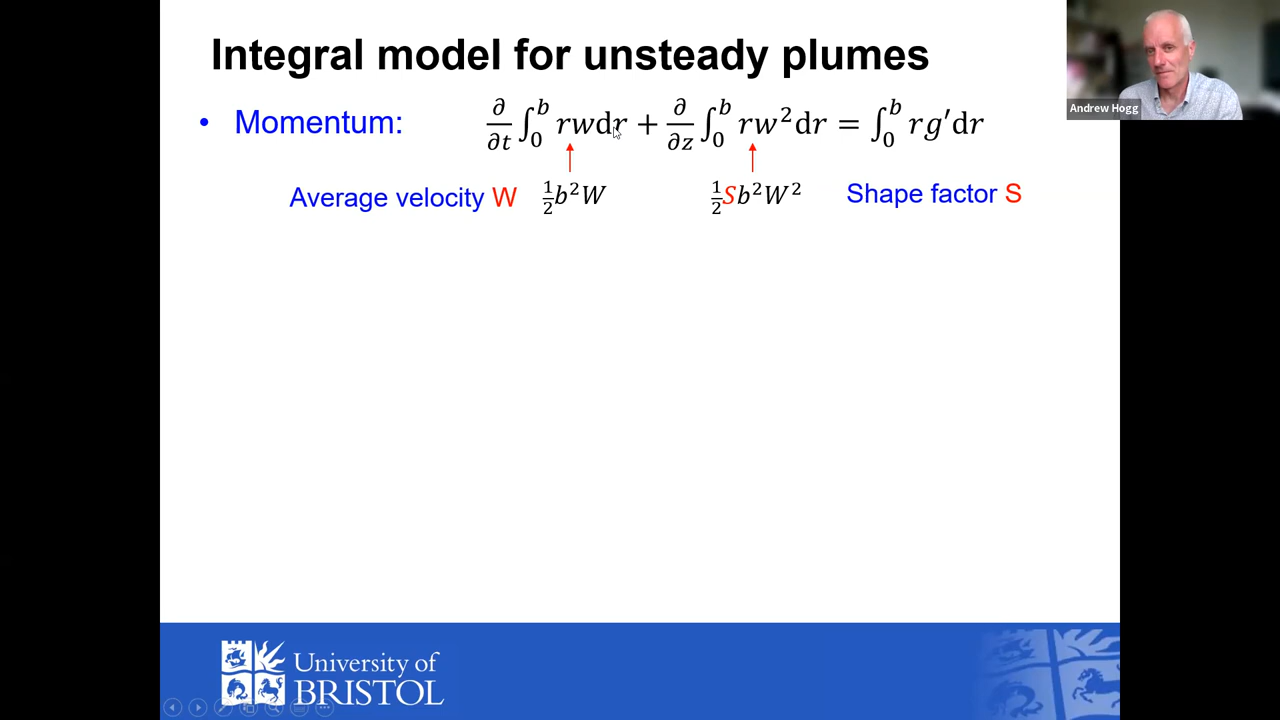 Integral model for unsteady plumes
Andrew Hogg
• Momentum: ∂/∂t ∫₀ᵇ rwdr + ∂/∂z ∫₀ᵇ rw²dr = ∫₀ᵇ rg′dr
Average velocity W ½b²W ½Sb²W² Shape factor S
University of
BRISTOL